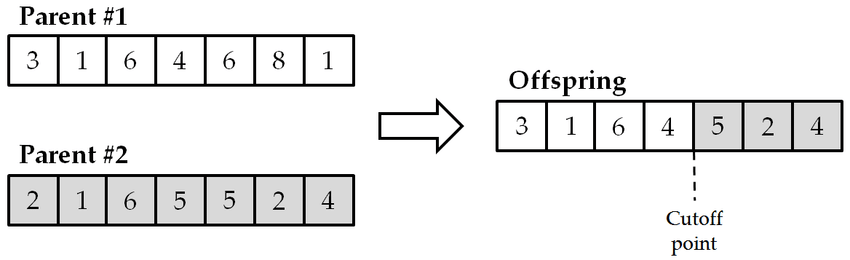 Parent #1
3 1 6 4 6 8 1
Parent #2
2 1 6 5 5 2 4
Offspring
3 1 6 4 5 2 4
Cutoff
point